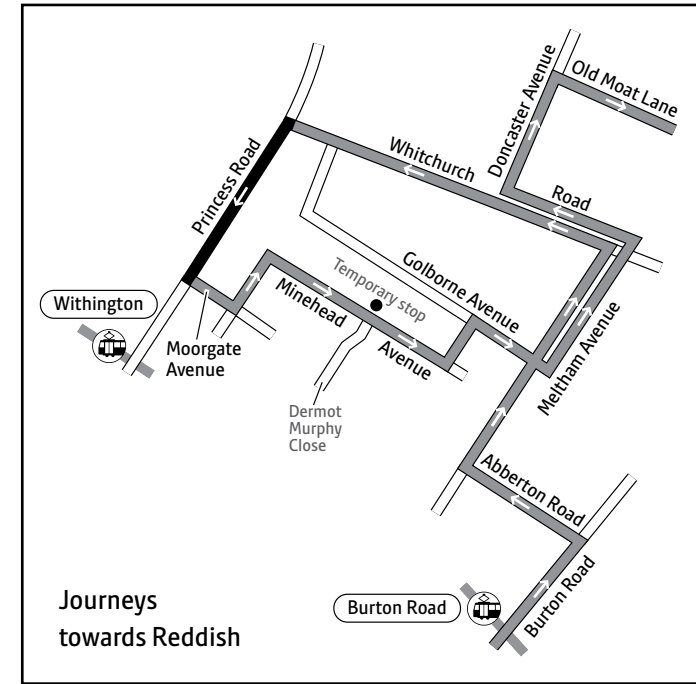 Old Moat Lane
Doncaster Avenue
Whitchurch
Road
Princess Road
Golborne Avenue
Temporary stop
Withington
Minehead
Avenue
Moorgate
Avenue
Meltham Avenue
Dermot
Murphy
Close
Abberton Road
Burton Road
Burton Road
Journeys
towards Reddish